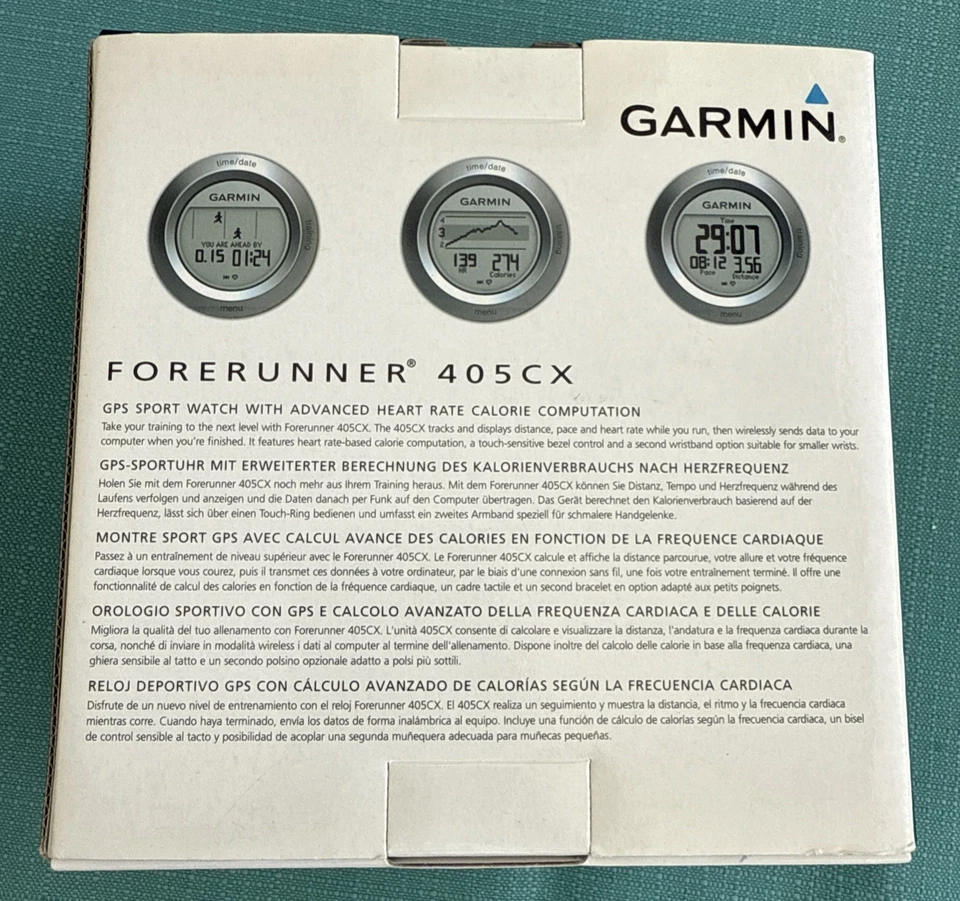 GARMIN®
time/date
GARMIN
YOU ARE AHEAD BY
0.15 01:24
training
menu
time/date
GARMIN
4
3
2
139 274
HR Calories
training
menu
time/date
GARMIN
Time
29:07
08:12 3.56
Pace Distance
training
menu
FORERUNNER® 405CX
GPS SPORT WATCH WITH ADVANCED HEART RATE CALORIE COMPUTATION
Take your training to the next level with Forerunner 405CX. The 405CX tracks and displays distance, pace and heart rate while you run, then wirelessly sends data to your
computer when you're finished. It features heart rate-based calorie computation, a touch-sensitive bezel control and a second wristband option suitable for smaller wrists.
GPS-SPORTUHR MIT ERWEITERTER BERECHNUNG DES KALORIENVERBRAUCHS NACH HERZFREQUENZ
Holen Sie mit dem Forerunner 405CX noch mehr aus Ihrem Training heraus. Mit dem Forerunner 405CX können Sie Distanz, Tempo und Herzfrequenz während des
Laufens verfolgen und anzeigen und die Daten danach per Funk auf den Computer übertragen. Das Gerät berechnet den Kalorienverbrauch basierend auf der
Herzfrequenz, lässt sich über einen Touch-Ring bedienen und umfasst ein zweites Armband speziell für schmalere Handgelenke.
MONTRE SPORT GPS AVEC CALCUL AVANCE DES CALORIES EN FONCTION DE LA FREQUENCE CARDIAQUE
Passez à un entraînement de niveau supérieur avec le Forerunner 405CX. Le Forerunner 405CX calcule et affiche la distance parcourue, votre allure et votre fréquence
cardiaque lorsque vous courez, puis il transmet ces données à votre ordinateur, par le biais d'une connexion sans fil, une fois votre entraînement terminé. Il offre une
fonctionnalité de calcul des calories en fonction de la fréquence cardiaque, un cadre tactile et un second bracelet en option adapté aux petits poignets.
OROLOGIO SPORTIVO CON GPS E CALCOLO AVANZATO DELLA FREQUENZA CARDIACA E DELLE CALORIE
Migliora la qualità del tuo allenamento con Forerunner 405CX. L'unità 405CX consente di calcolare e visualizzare la distanza, l'andatura e la frequenza cardiaca durante la
corsa, nonché di inviare in modalità wireless i dati al computer al termine dell'allenamento. Dispone inoltre del calcolo delle calorie in base alla frequenza cardiaca, una
ghiera sensibile al tatto e un secondo polsino opzionale adatto a polsi più sottili.
RELOJ DEPORTIVO GPS CON CÁLCULO AVANZADO DE CALORÍAS SEGÚN LA FRECUENCIA CARDIACA
Disfrute de un nuevo nivel de entrenamiento con el reloj Forerunner 405CX. El 405CX realiza un seguimiento y muestra la distancia, el ritmo y la frecuencia cardiaca
mientras corre. Cuando haya terminado, envía los datos de forma inalámbrica al equipo. Incluye una función de cálculo de calorías según la frecuencia cardiaca, un bisel
de control sensible al tacto y posibilidad de acoplar una segunda muñequera adecuada para muñecas pequeñas.